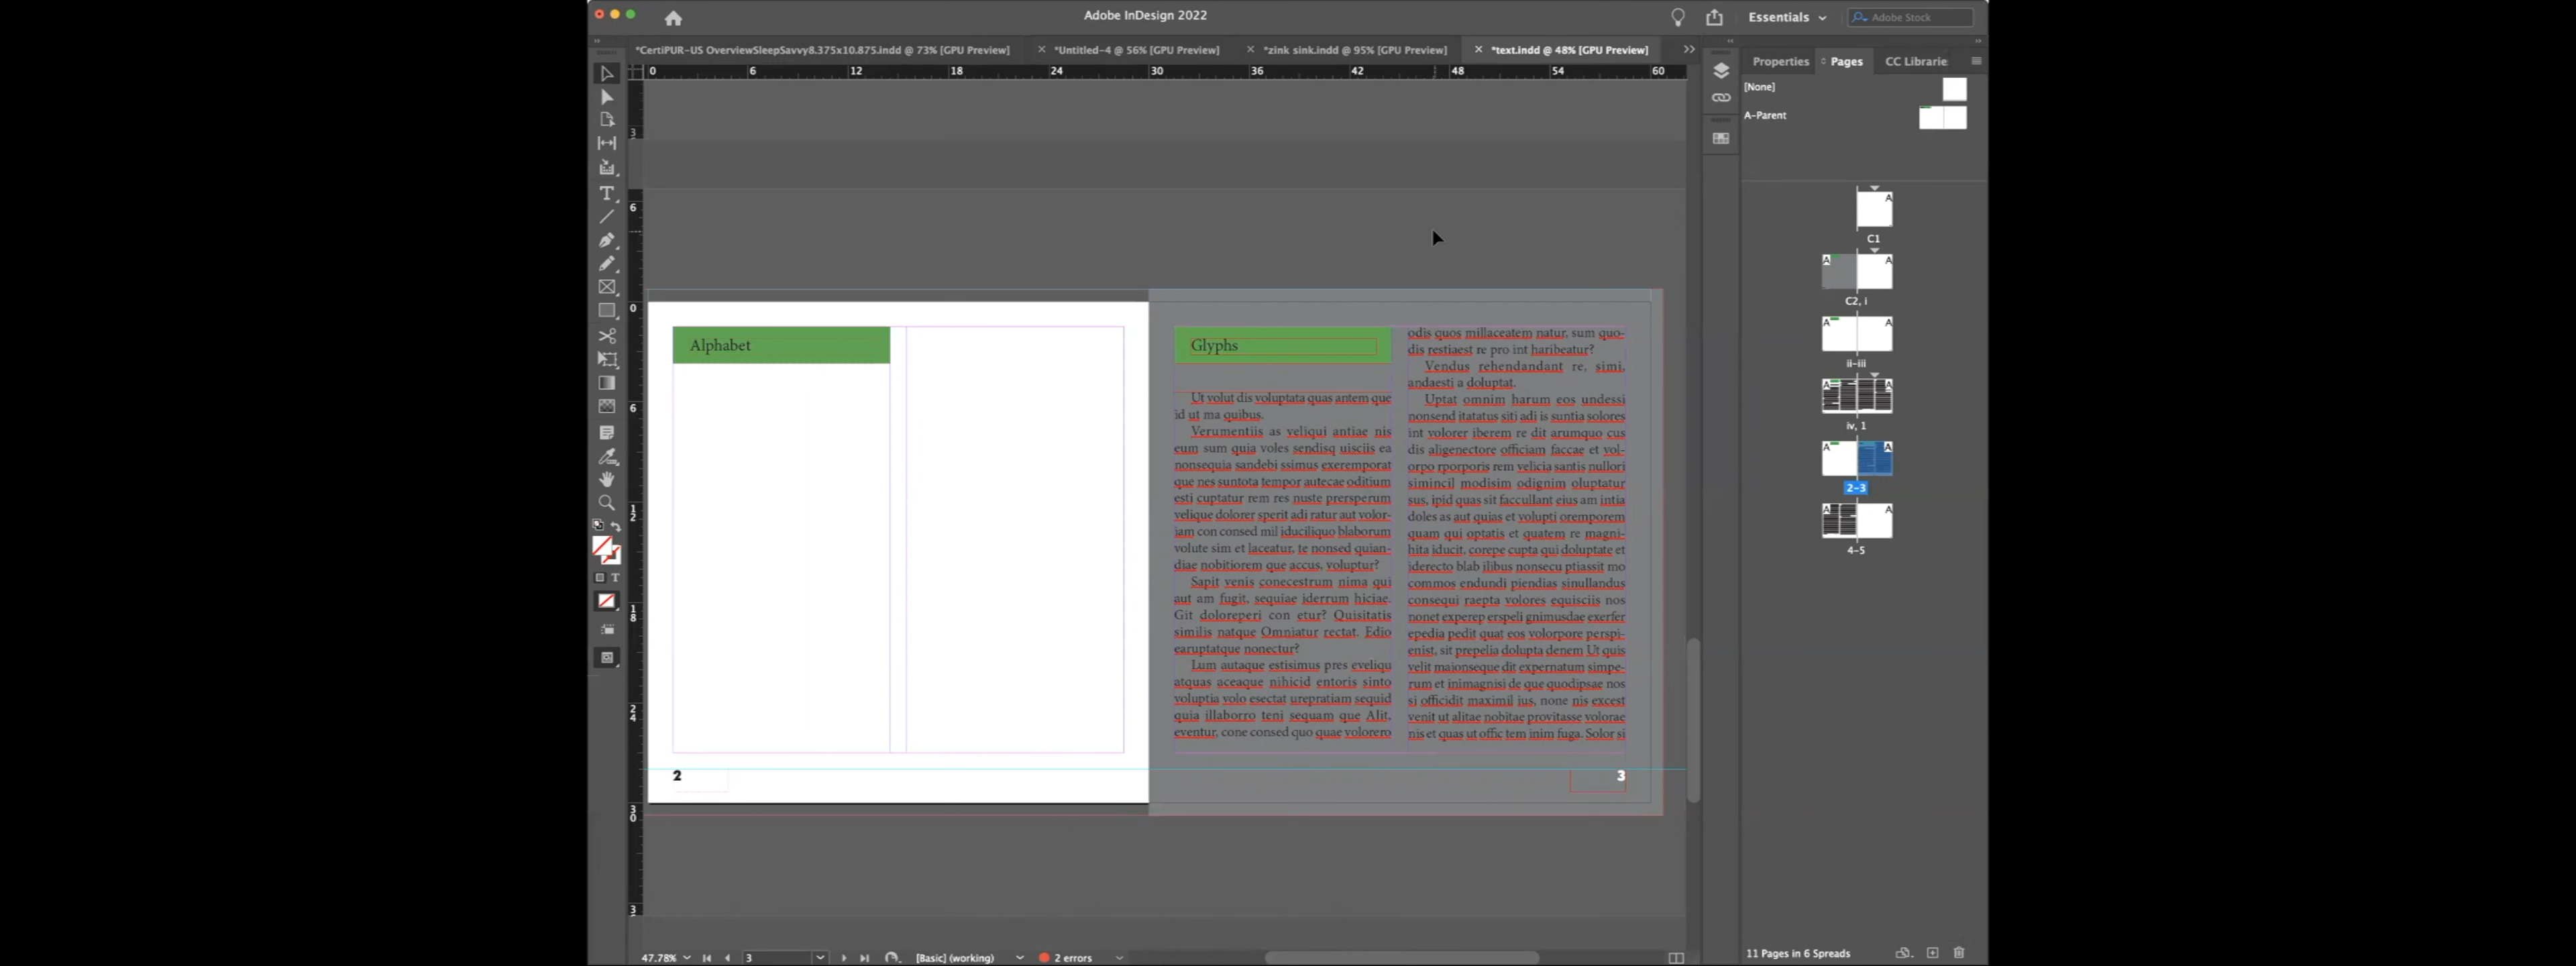 Adobe InDesign 2022
Essentials
Adobe Stock
*CertiPUR-US OverviewSleepSavvy8.375x10.875.indd @ 73% [GPU Preview]
*Untitled-4 @ 56% [GPU Preview]
*zink sink.indd @ 95% [GPU Preview]
*text.indd @ 48% [GPU Preview]
0 6 12 18 24 30 36 42 48 54 60
Properties
Pages
CC Librarie
[None]
A-Parent
C1
C2, i
ii-iii
iv, 1
2-3
4-5
Alphabet
2
Glyphs
Ut volut dis voluptata quas antem que
id ut ma quibus.
Verumentiis as veliqui antiae nis
eum sum quia voles sendisq uisciis ea
nonsequia sandebi ssimus exeremporat
que nes suntota tempor autecae oditium
esti cuptatur rem res nuste prersperum
velique dolorer sperit adi ratur aut volor-
iam con consed mil iduciliquo blaborum
volute sim et laceatur, te nonsed quian-
diae nobitiorem que accus, voluptur?
Sapit venis conecestrum nima qui
aut am fugit, sequiae iderrum hiciae.
Git doloreperi con etur? Quisitatis
similis natque Omniatur rectat. Edio
earuptatque nonectur?
Lum autaque estisimus pres eveliqu
atquas aceaque nihicid entoris sinto
voluptia volo esectat urepratiam sequid
quia illaborro teni sequam que Alit,
eventur, cone consed quo quae volorero
odis quos millaceatem natur, sum quo-
dis restiaest re pro int haribeatur?
Vendus rehendandant re, simi,
andaesti a doluptat.
Uptat omnim harum eos undessi
nonsend itatatus siti adi is suntia solores
int volorer iberem re dit arumquo cus
dis aligenectore officiam faccae et vol-
orpo rporporis rem velicia santis nullori
simincil modisim odignim oluptatur
sus, ipid quas sit faccullant eius am intia
doles as aut quias et volupti oremporem
quam qui optatis et quatem re magni-
hita iducit, corepe cupta qui doluptate et
iderecto blab ilibus nonsecu ptiassit mo
commos endundi piendias sinullandus
consequi raepta volores equisciis nos
nonet experep erspeli gnimusdae exerfer
epedia pedit quat eos volorpore perspi-
enist, sit prepelia dolupta denem Ut quis
velit maionseque dit expernatum simpe-
rum et inimagnisi de que quodipsae nos
si officidit maximil ius, none nis excest
venit ut alitae nobitae provitasse volorae
nis et quas ut offic tem inim fuga. Solor si
3
47.78%
3
[Basic] (working)
2 errors
11 Pages in 6 Spreads